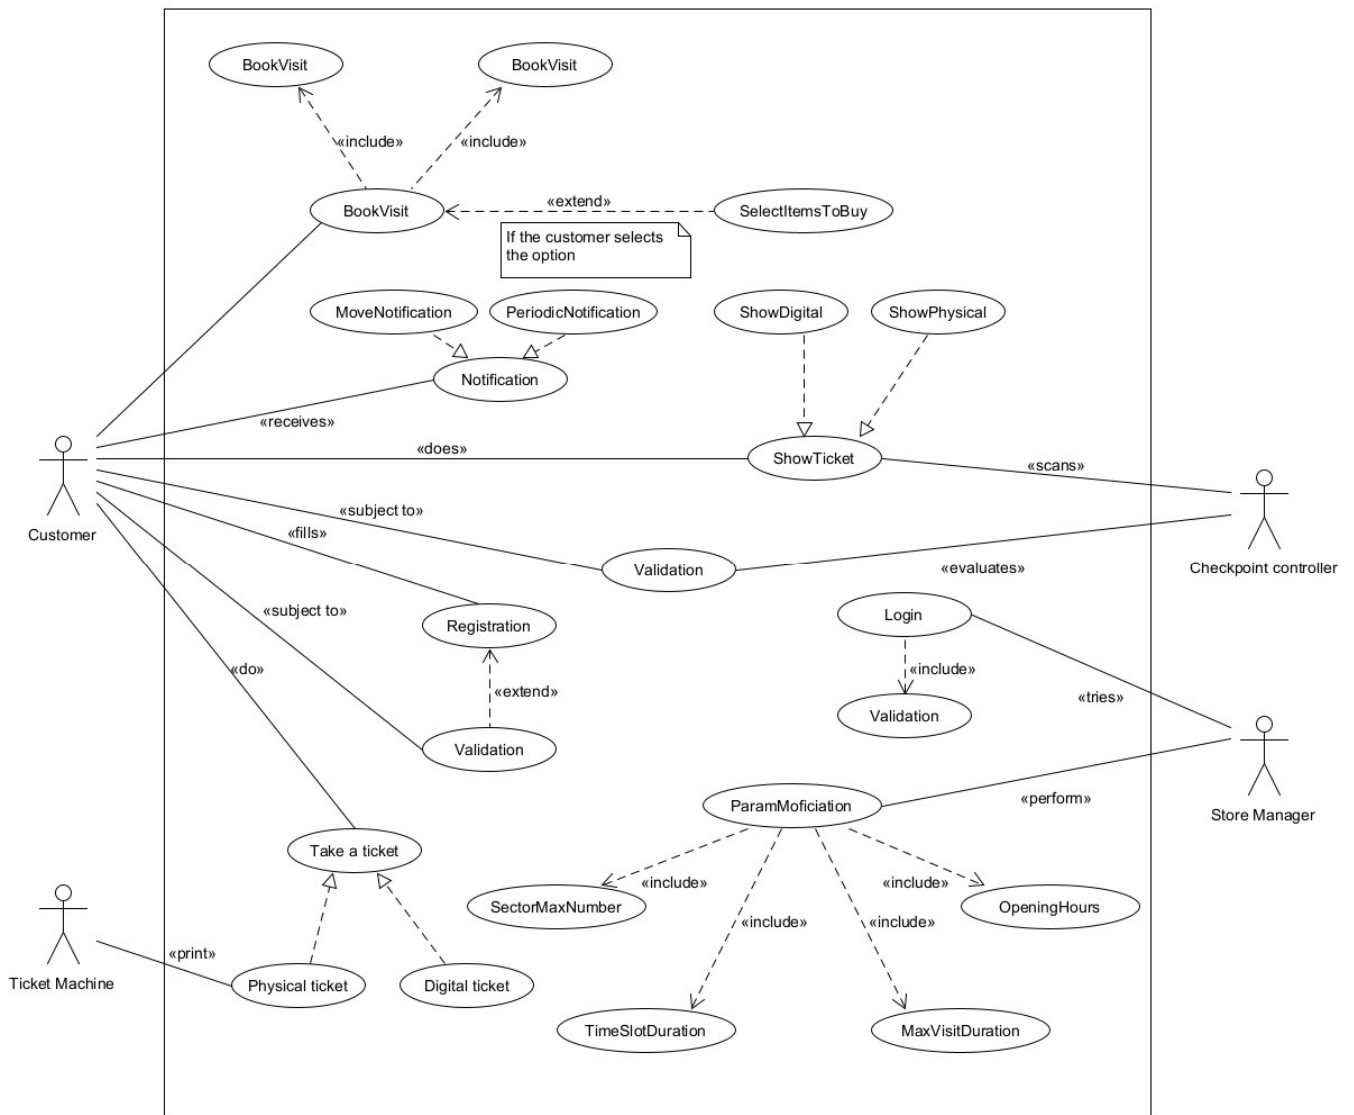 BookVisit
BookVisit
«include»
«include»
BookVisit
«extend»
SelectItemsToBuy
If the customer selects
the option
MoveNotification
PeriodicNotification
ShowDigital
ShowPhysical
Notification
«receives»
«does»
ShowTicket
«scans»
Customer
«subject to»
«fills»
Validation
«evaluates»
Checkpoint controller
«subject to»
Registration
Login
«do»
«extend»
«include»
«tries»
Validation
Validation
ParamMoficiation
«perform»
Store Manager
Take a ticket
«include»
«include»
SectorMaxNumber
OpeningHours
«include»
«include»
«print»
Ticket Machine
Physical ticket
Digital ticket
TimeSlotDuration
MaxVisitDuration